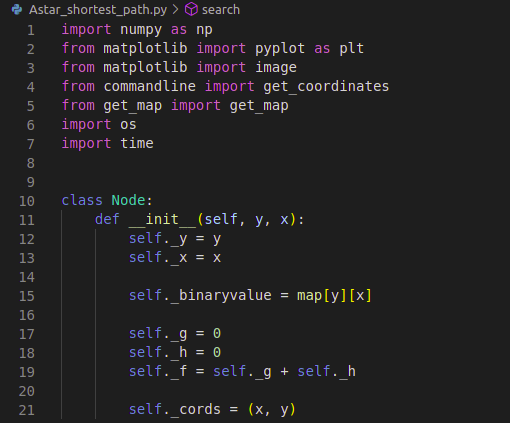 Astar_shortest_path.py > search
1 import numpy as np
2 from matplotlib import pyplot as plt
3 from matplotlib import image
4 from commandline import get_coordinates
5 from get_map import get_map
6 import os
7 import time
8
9
10 class Node:
11     def __init__(self, y, x):
12         self._y = y
13         self._x = x
14
15         self._binaryvalue = map[y][x]
16
17         self._g = 0
18         self._h = 0
19         self._f = self._g + self._h
20
21         self._cords = (x, y)